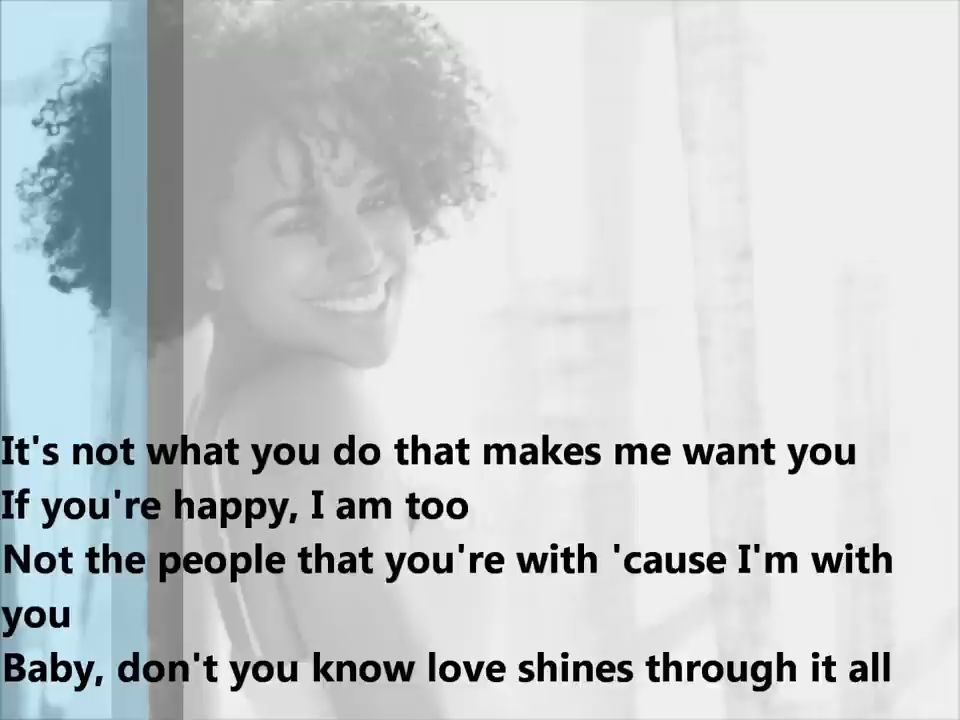 It's not what you do that makes me want you
If you're happy, I am too
Not the people that you're with 'cause I'm with
you
Baby, don't you know love shines through it all